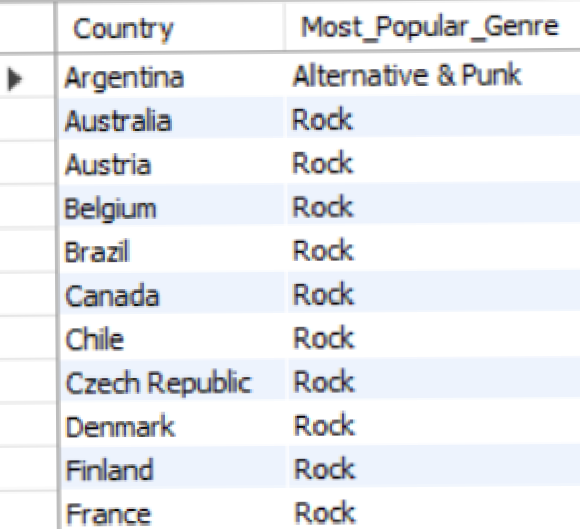 Country Most_Popular_Genre
Argentina Alternative & Punk
Australia Rock
Austria Rock
Belgium Rock
Brazil Rock
Canada Rock
Chile Rock
Czech Republic Rock
Denmark Rock
Finland Rock
France Rock